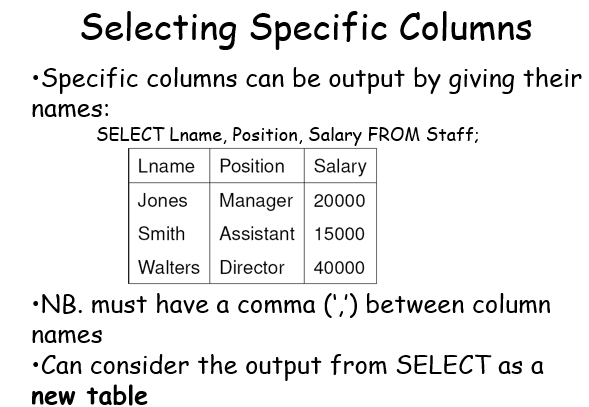 Selecting Specific Columns
•Specific columns can be output by giving their
names:
SELECT Lname, Position, Salary FROM Staff;
Lname Position Salary
Jones Manager 20000
Smith Assistant 15000
Walters Director 40000
•NB. must have a comma (‘,’) between column
names
•Can consider the output from SELECT as a
new table